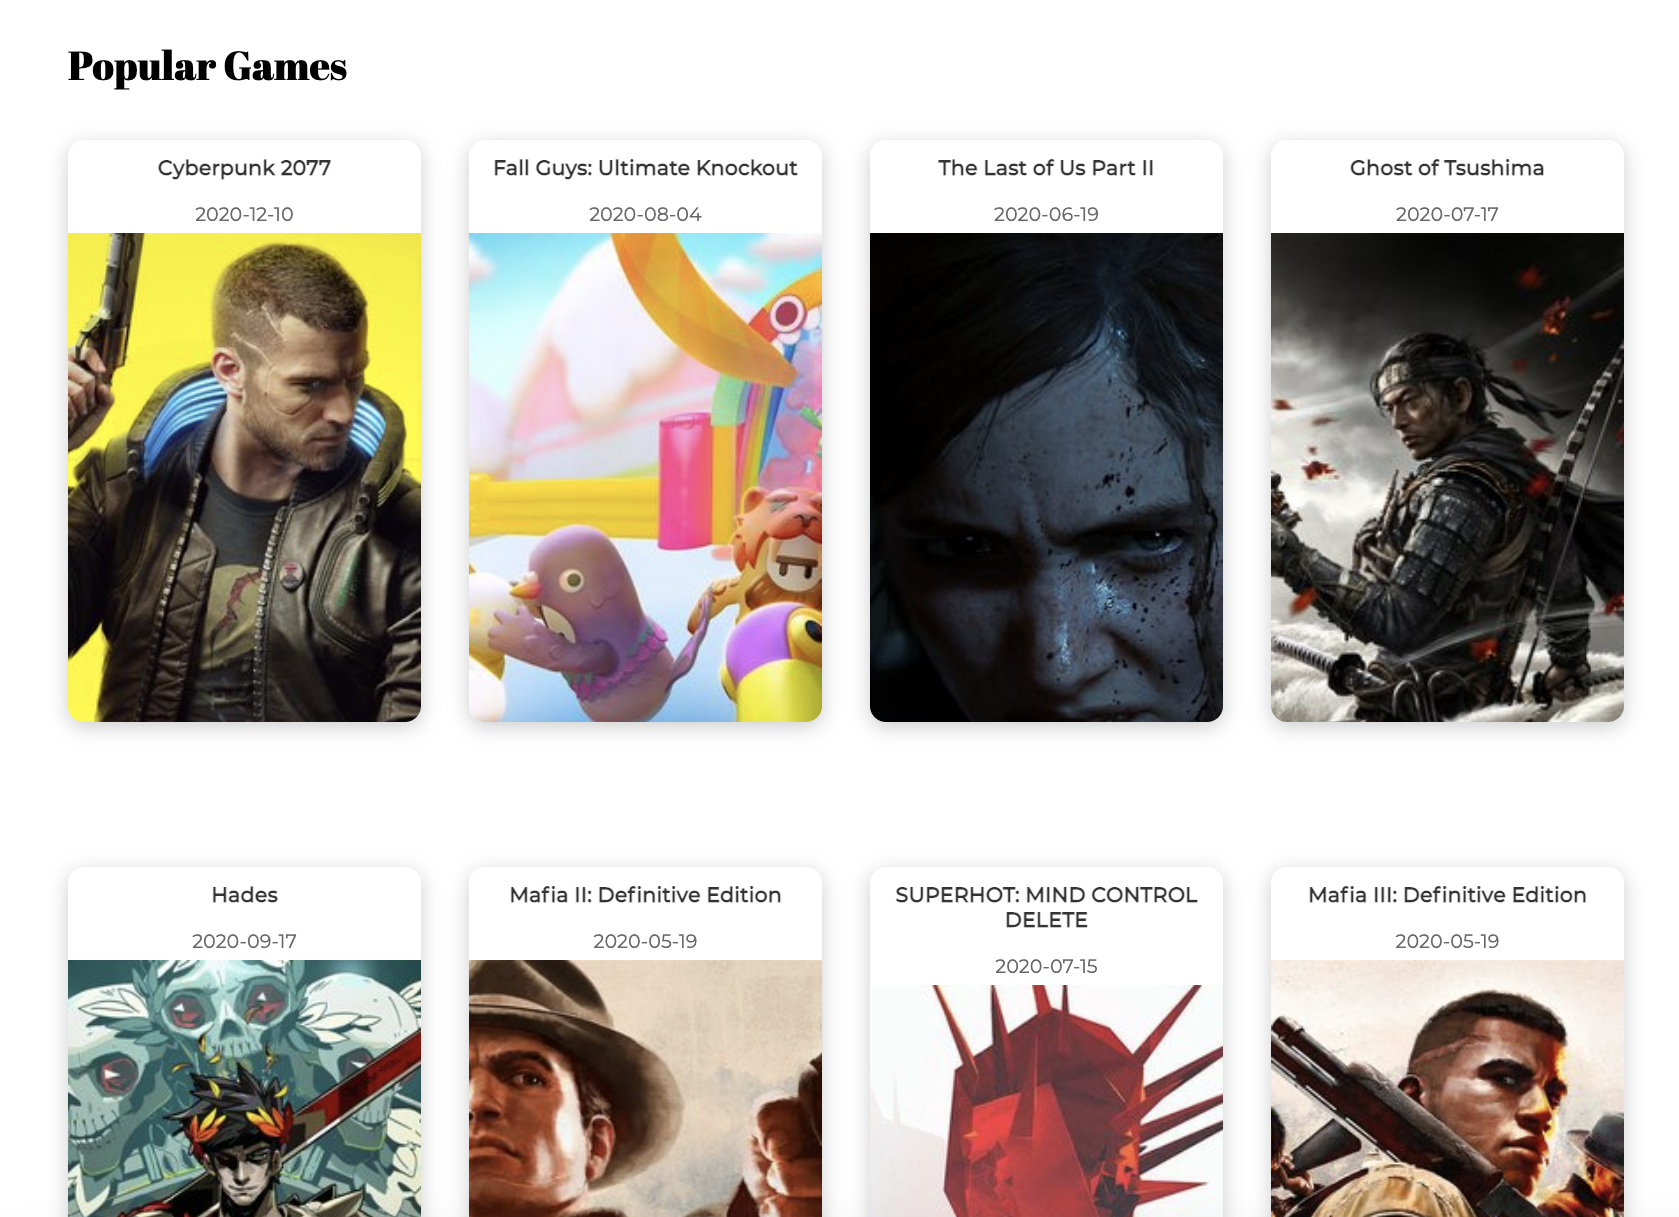 Popular Games
Cyberpunk 2077
2020-12-10
Fall Guys: Ultimate Knockout
2020-08-04
The Last of Us Part II
2020-06-19
Ghost of Tsushima
2020-07-17
Hades
2020-09-17
Mafia II: Definitive Edition
2020-05-19
SUPERHOT: MIND CONTROL
DELETE
2020-07-15
Mafia III: Definitive Edition
2020-05-19